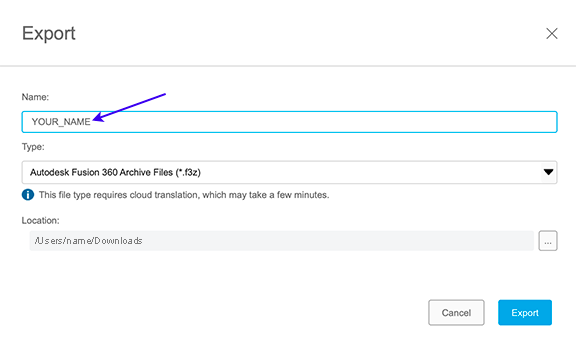 Export
Name:
YOUR_NAME
Type:
Autodesk Fusion 360 Archive Files (*.f3z)
This file type requires cloud translation, which may take a few minutes.
Location:
/Users/name/Downloads
...
Cancel
Export